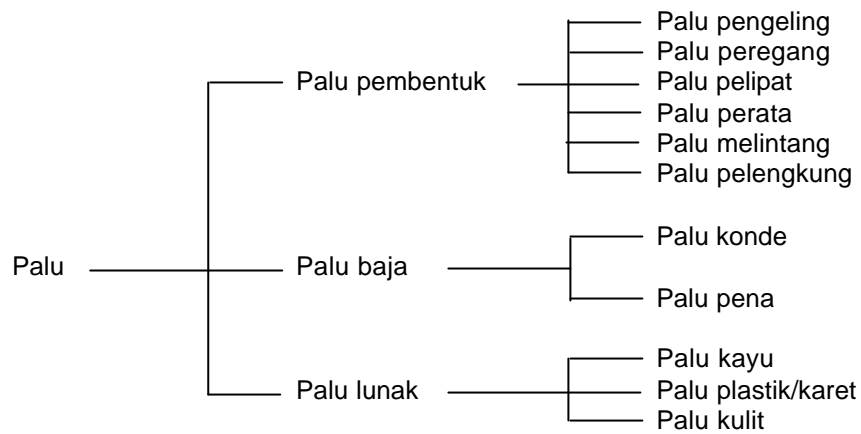 Palu
Palu pembentuk
Palu pengeling
Palu peregang
Palu pelipat
Palu perata
Palu melintang
Palu pelengkung
Palu baja
Palu konde
Palu pena
Palu lunak
Palu kayu
Palu plastik/karet
Palu kulit